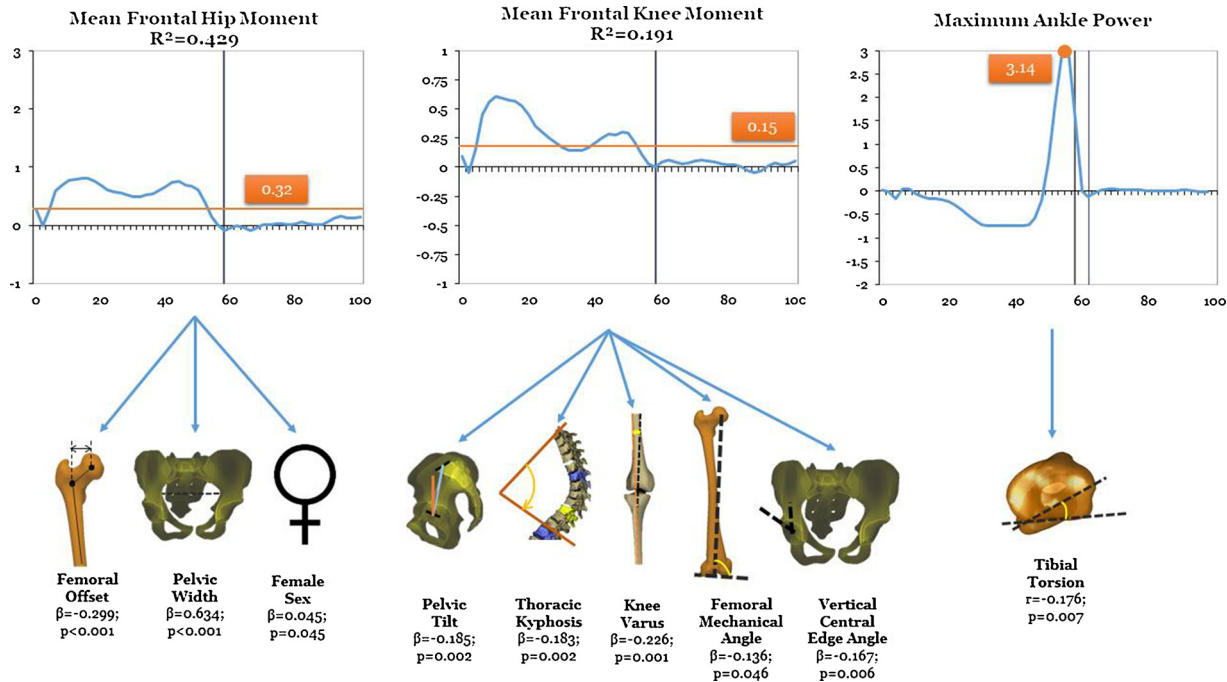 Mean Frontal Hip Moment
R²=0.429
3
2
1
0
-1
0.32
0
20
40
60
80
100
Mean Frontal Knee Moment
R²=0.191
1
0.75
0.5
0.25
0
-0.25
-0.5
-0.75
-1
0.15
0
20
40
60
80
10C
Maximum Ankle Power
3
2.5
2
1.5
1
0.5
0
-0.5
-1
-1.5
-2
3.14
0
20
40
60
80
100
Femoral
Offset
β=-0.299;
p<0.001
Pelvic
Width
β=0.634;
p<0.001
Female
Sex
β=0.045;
p=0.045
Pelvic
Tilt
β=-0.185;
p=0.002
Thoracic
Kyphosis
β=-0.183;
p=0.002
Knee
Varus
β=-0.226;
p=0.001
Femoral
Mechanical
Angle
β=-0.136;
p=0.046
Vertical
Central
Edge Angle
β=-0.167;
p=0.006
Tibial
Torsion
r=-0.176;
p=0.007